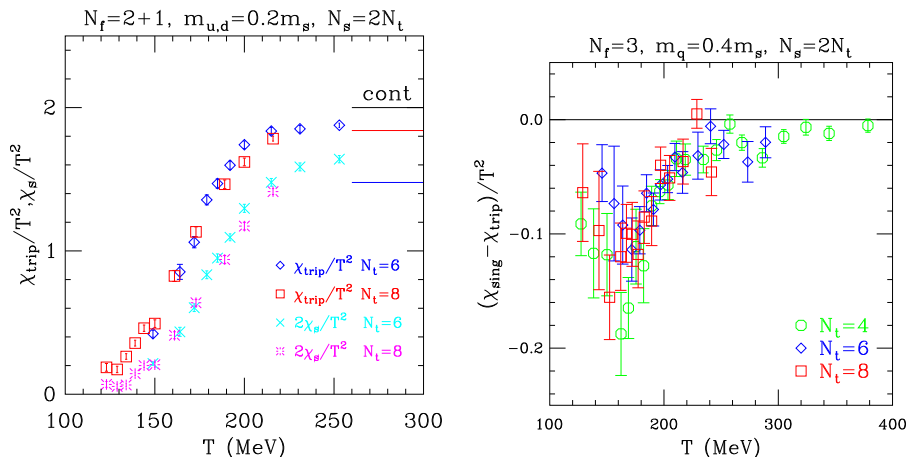 N_f=2+1, m_{u,d}=0.2m_s, N_s=2N_t
χ_trip/T², χ_s/T²
2
1
0
cont
χ_trip/T² N_t=6
χ_trip/T² N_t=8
2χ_s/T² N_t=6
2χ_s/T² N_t=8
100 150 200 250 300
T (MeV)
N_f=3, m_q=0.4m_s, N_s=2N_t
(χ_sing−χ_trip)/T²
0.0
−0.1
−0.2
N_t=4
N_t=6
N_t=8
100 200 300 400
T (MeV)